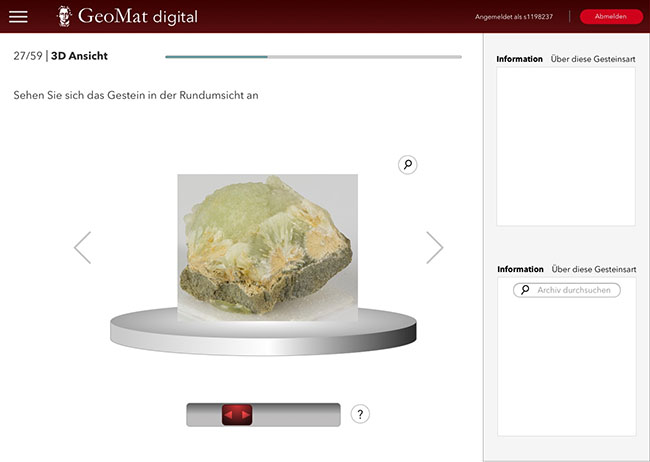 GeoMat digital
Angemeldet als s1198237
Abmelden
27/59 | 3D Ansicht
Sehen Sie sich das Gestein in der Rundumsicht an
?
Information Über diese Gesteinsart
Information Über diese Gesteinsart
Archiv durchsuchen